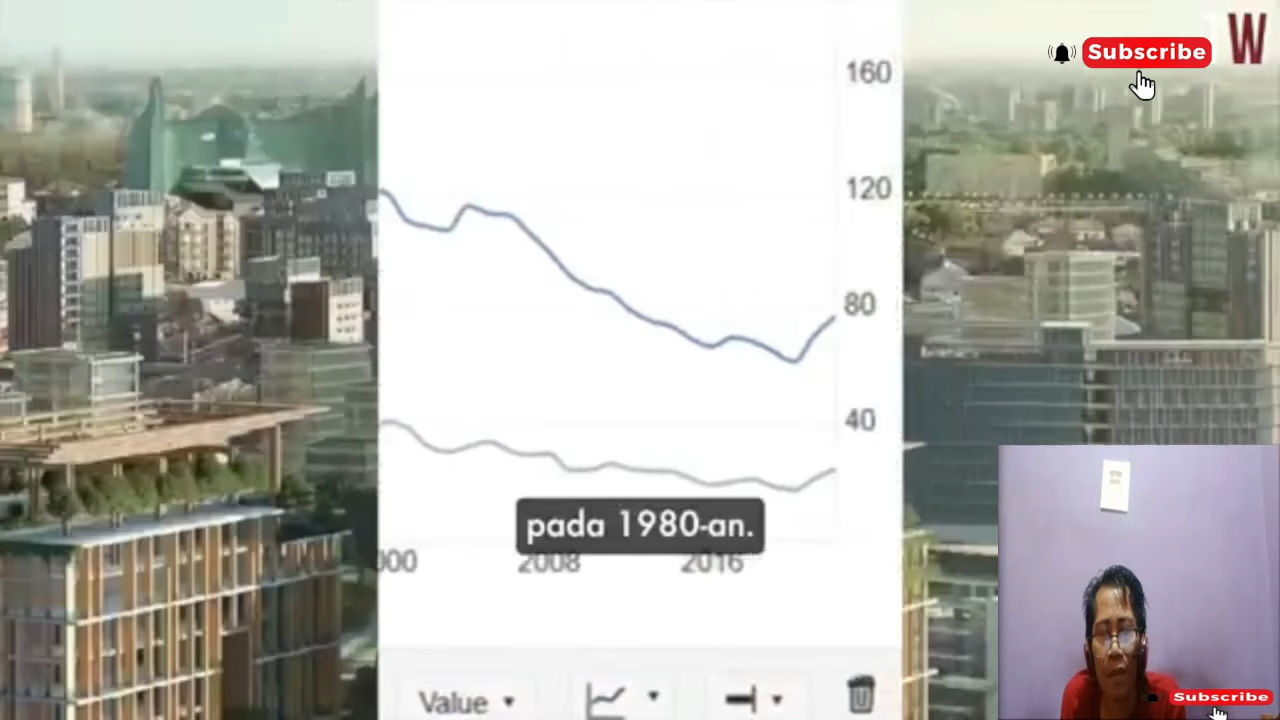 W
Subscribe
160
120
80
40
pada 1980-an.
000
2008
2016
Value
Subscribe